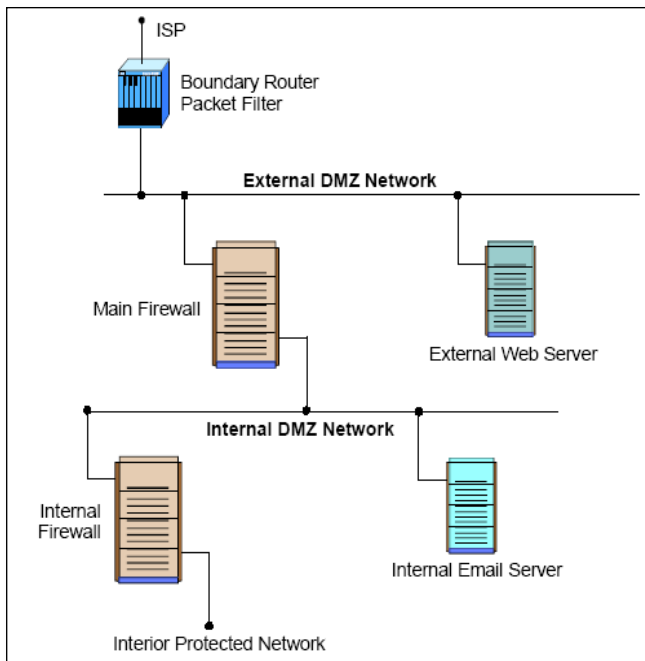 ISP
Boundary Router
Packet Filter
External DMZ Network
Main Firewall
External Web Server
Internal DMZ Network
Internal
Firewall
Internal Email Server
Interior Protected Network